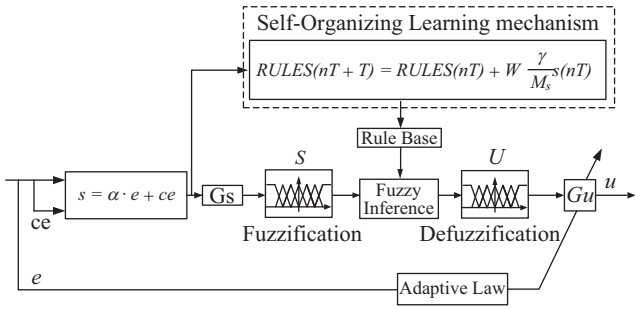 Self-Organizing Learning mechanism
RULES(nT + T) = RULES(nT) + W γ/Mₛ s(nT)
Rule Base
S
U
s = α · e + ce
Gs
Fuzzy
Inference
Gu
u
ce
Fuzzification
Defuzzification
e
Adaptive Law